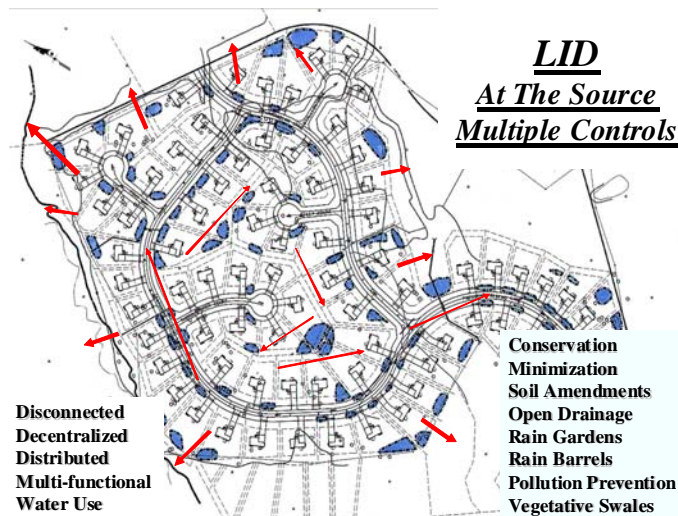 LID
At The Source
Multiple Controls
Conservation
Minimization
Soil Amendments
Open Drainage
Rain Gardens
Rain Barrels
Pollution Prevention
Vegetative Swales
Disconnected
Decentralized
Distributed
Multi-functional
Water Use